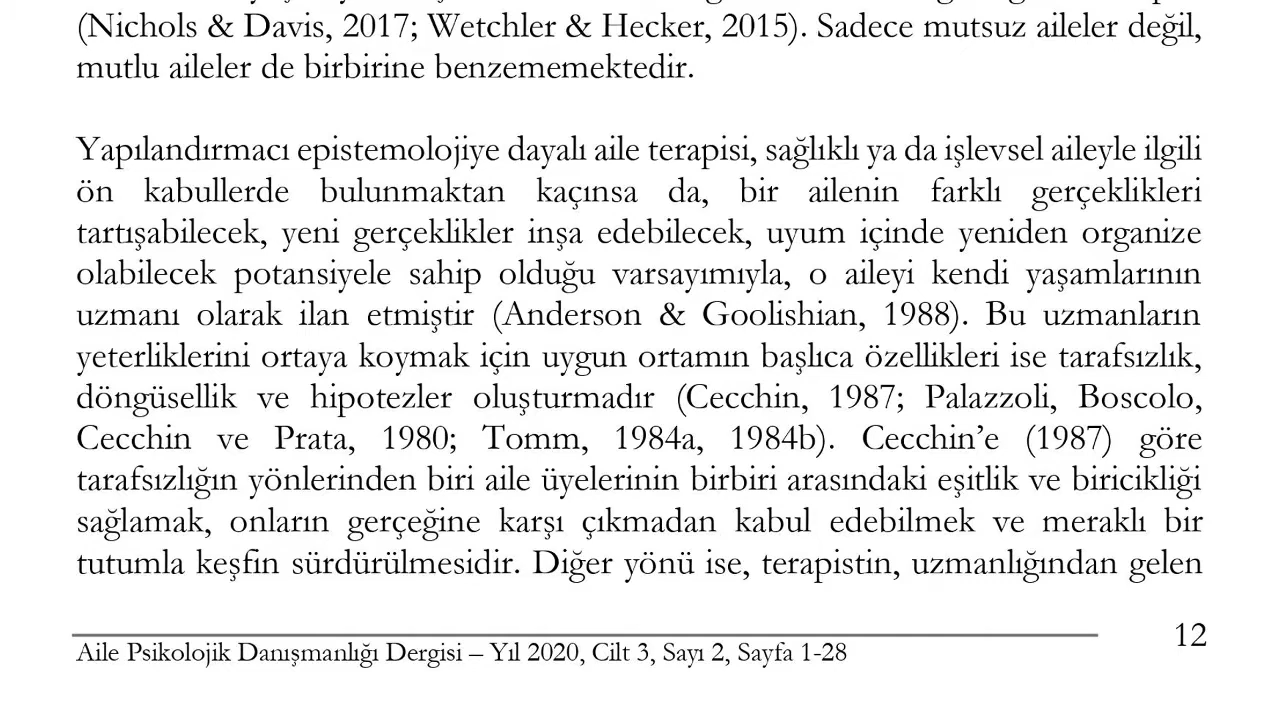 (Nichols & Davis, 2017; Wetchler & Hecker, 2015). Sadece mutsuz aileler değil,
mutlu aileler de birbirine benzememektedir.
Yapılandırmacı epistemolojiye dayalı aile terapisi, sağlıklı ya da işlevsel aileyle ilgili
ön kabullerde bulunmaktan kaçınsa da, bir ailenin farklı gerçeklikleri
tartışabilecek, yeni gerçeklikler inşa edebilecek, uyum içinde yeniden organize
olabilecek potansiyele sahip olduğu varsayımıyla, o aileyi kendi yaşamlarının
uzmanı olarak ilan etmiştir (Anderson & Goolishian, 1988). Bu uzmanların
yeterliklerini ortaya koymak için uygun ortamın başlıca özellikleri ise tarafsızlık,
döngüsellik ve hipotezler oluşturmadır (Cecchin, 1987; Palazzoli, Boscolo,
Cecchin ve Prata, 1980; Tomm, 1984a, 1984b). Cecchin’e (1987) göre
tarafsızlığın yönlerinden biri aile üyelerinin birbiri arasındaki eşitlik ve biricikliği
sağlamak, onların gerçeğine karşı çıkmadan kabul edebilmek ve meraklı bir
tutumla keşfin sürdürülmesidir. Diğer yönü ise, terapistin, uzmanlığından gelen
Aile Psikolojik Danışmanlığı Dergisi – Yıl 2020, Cilt 3, Sayı 2, Sayfa 1-28
12